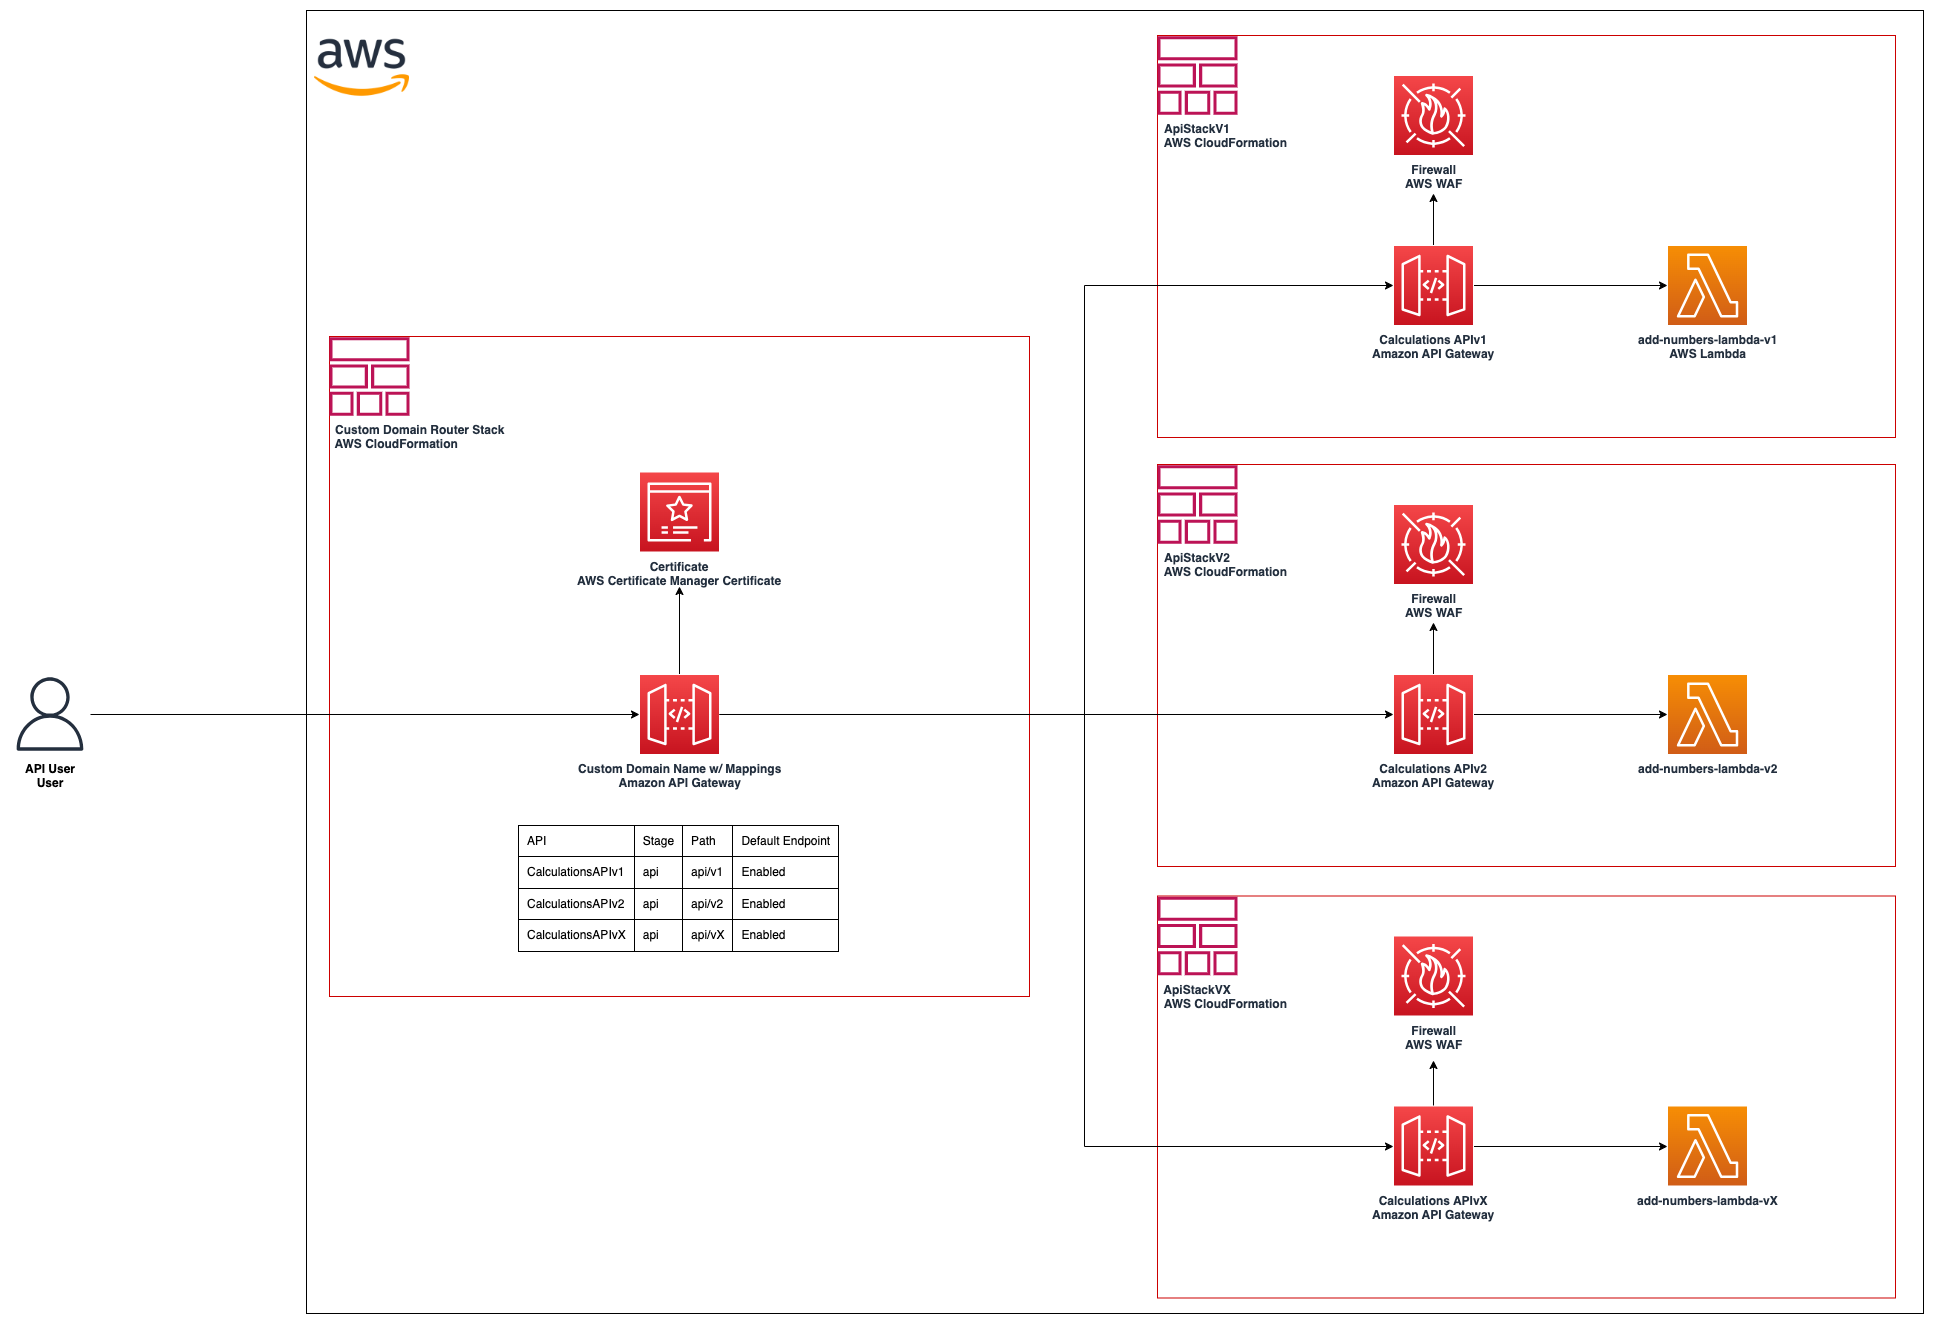 aws
ApiStackV1
AWS CloudFormation
Firewall
AWS WAF
Calculations APIv1
Amazon API Gateway
add-numbers-lambda-v1
AWS Lambda
Custom Domain Router Stack
AWS CloudFormation
Certificate
AWS Certificate Manager Certificate
Custom Domain Name w/ Mappings
Amazon API Gateway
API User
User
API Stage Path Default Endpoint
CalculationsAPIv1 api api/v1 Enabled
CalculationsAPIv2 api api/v2 Enabled
CalculationsAPIvX api api/vX Enabled
ApiStackV2
AWS CloudFormation
Firewall
AWS WAF
Calculations APIv2
Amazon API Gateway
add-numbers-lambda-v2
ApiStackVX
AWS CloudFormation
Firewall
AWS WAF
Calculations APIvX
Amazon API Gateway
add-numbers-lambda-vX